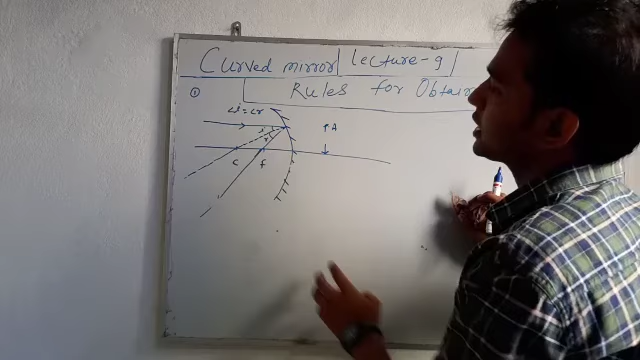 Curved mirror | lecture-9 |
① Rules for Obtain
∠i = ∠r
i
r
P A
C F